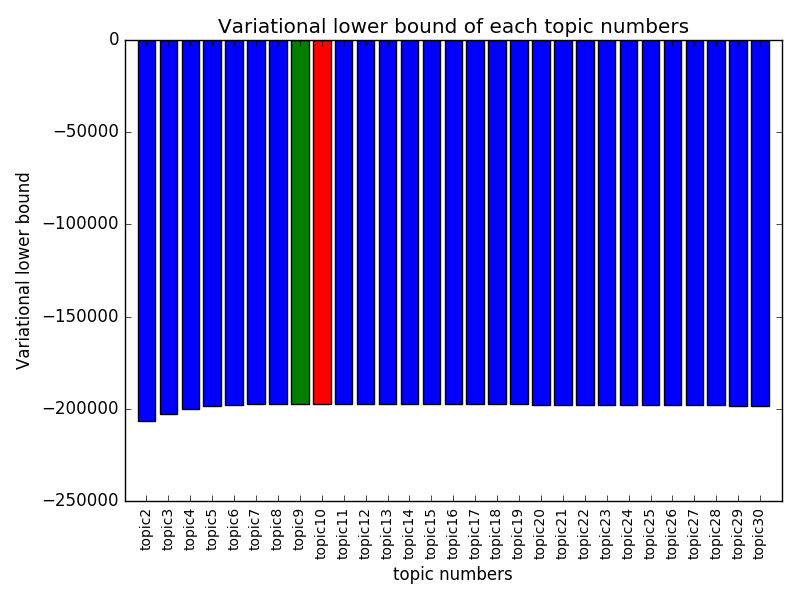 Variational lower bound of each topic numbers
0
−50000
−100000
−150000
−200000
−250000
Variational lower bound
topic2
topic3
topic4
topic5
topic6
topic7
topic8
topic9
topic10
topic11
topic12
topic13
topic14
topic15
topic16
topic17
topic18
topic19
topic20
topic21
topic22
topic23
topic24
topic25
topic26
topic27
topic28
topic29
topic30
topic numbers